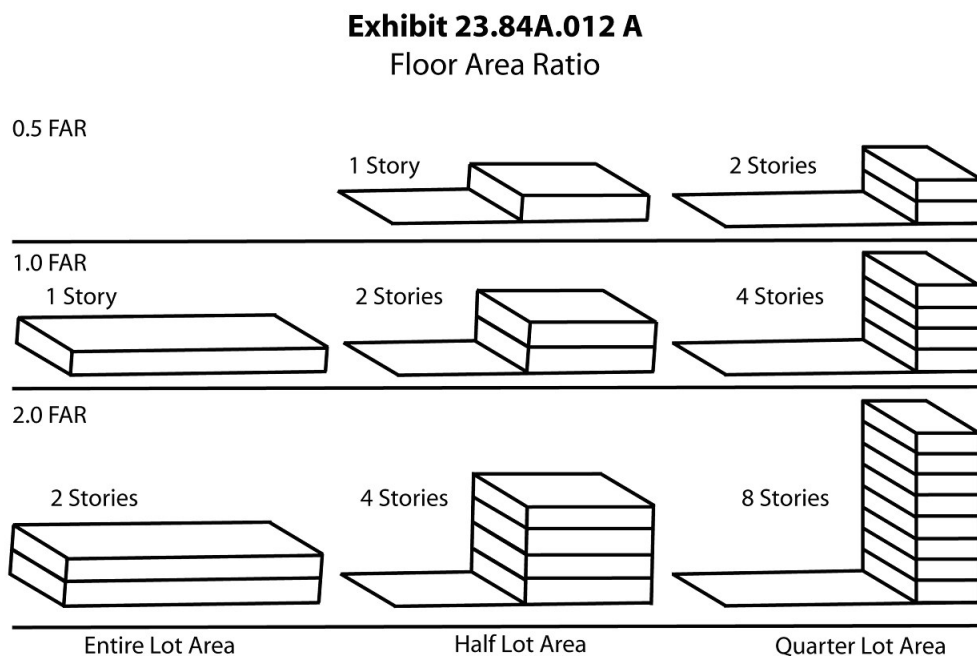 Exhibit 23.84A.012 A
Floor Area Ratio
0.5 FAR
1 Story
2 Stories
1.0 FAR
1 Story
2 Stories
4 Stories
2.0 FAR
2 Stories
4 Stories
8 Stories
Entire Lot Area
Half Lot Area
Quarter Lot Area